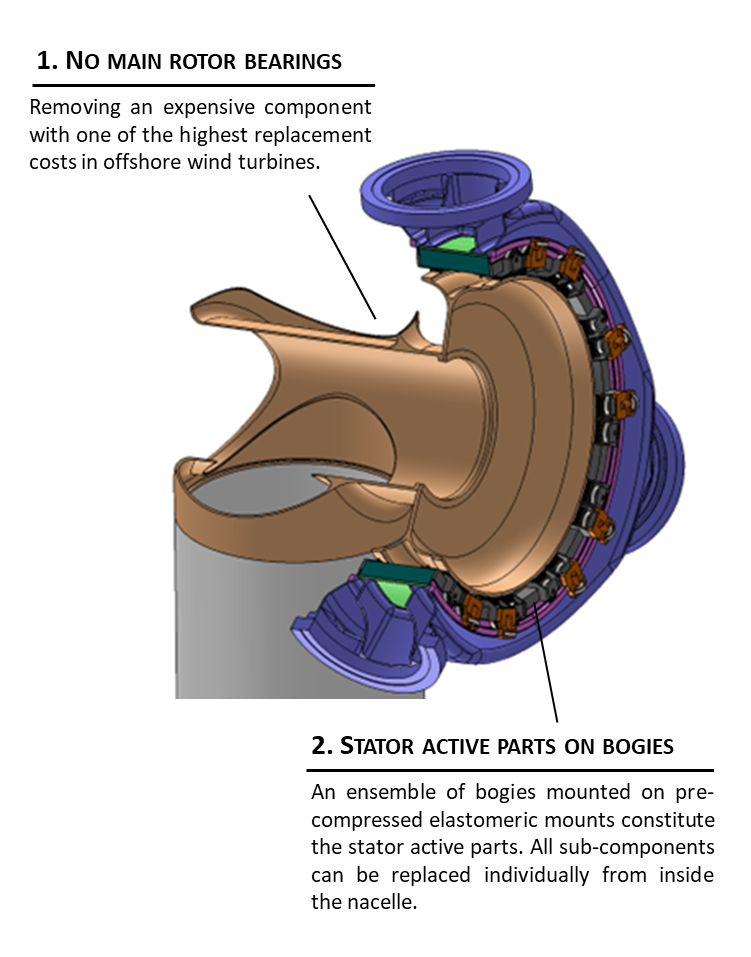 1. No main rotor bearings
Removing an expensive component
with one of the highest replacement
costs in offshore wind turbines.
2. Stator active parts on bogies
An ensemble of bogies mounted on pre-
compressed elastomeric mounts constitute
the stator active parts. All sub-components
can be replaced individually from inside
the nacelle.